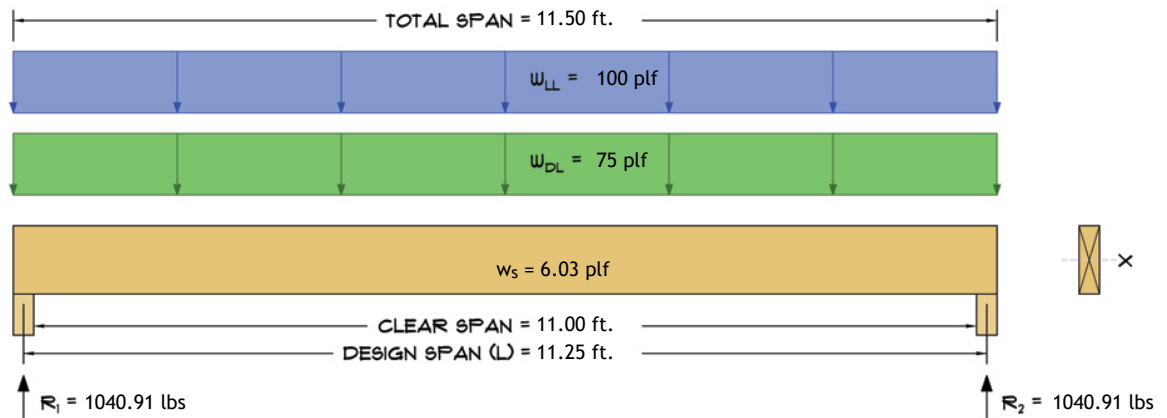 TOTAL SPAN = 11.50 ft.
WLL = 100 plf
WDL = 75 plf
ws = 6.03 plf
X
CLEAR SPAN = 11.00 ft.
DESIGN SPAN (L) = 11.25 ft.
R1 = 1040.91 lbs
R2 = 1040.91 lbs